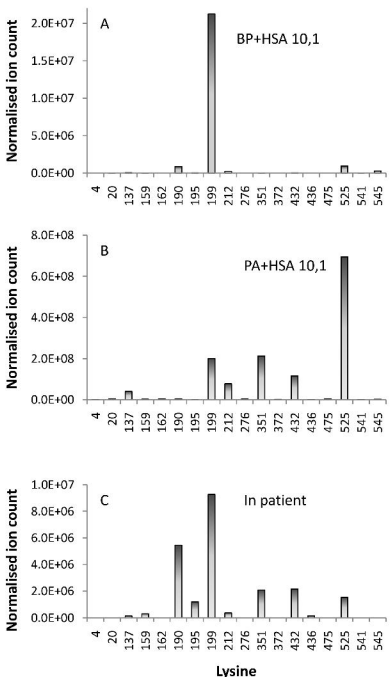 Normalised ion count
A
BP+HSA 10,1
2.0E+07
1.5E+07
1.0E+07
5.0E+06
0.0E+00
4 20 137 159 162 190 195 199 212 276 351 372 432 436 475 525 541 545
Normalised ion count
B
PA+HSA 10,1
8.0E+08
6.0E+08
4.0E+08
2.0E+08
0.0E+00
4 20 137 159 162 190 195 199 212 276 351 372 432 436 475 525 541 545
Normalised ion count
C
In patient
1.0E+07
8.0E+06
6.0E+06
4.0E+06
2.0E+06
0.0E+00
4 20 137 159 162 190 195 199 212 276 351 372 432 436 475 525 541 545
Lysine